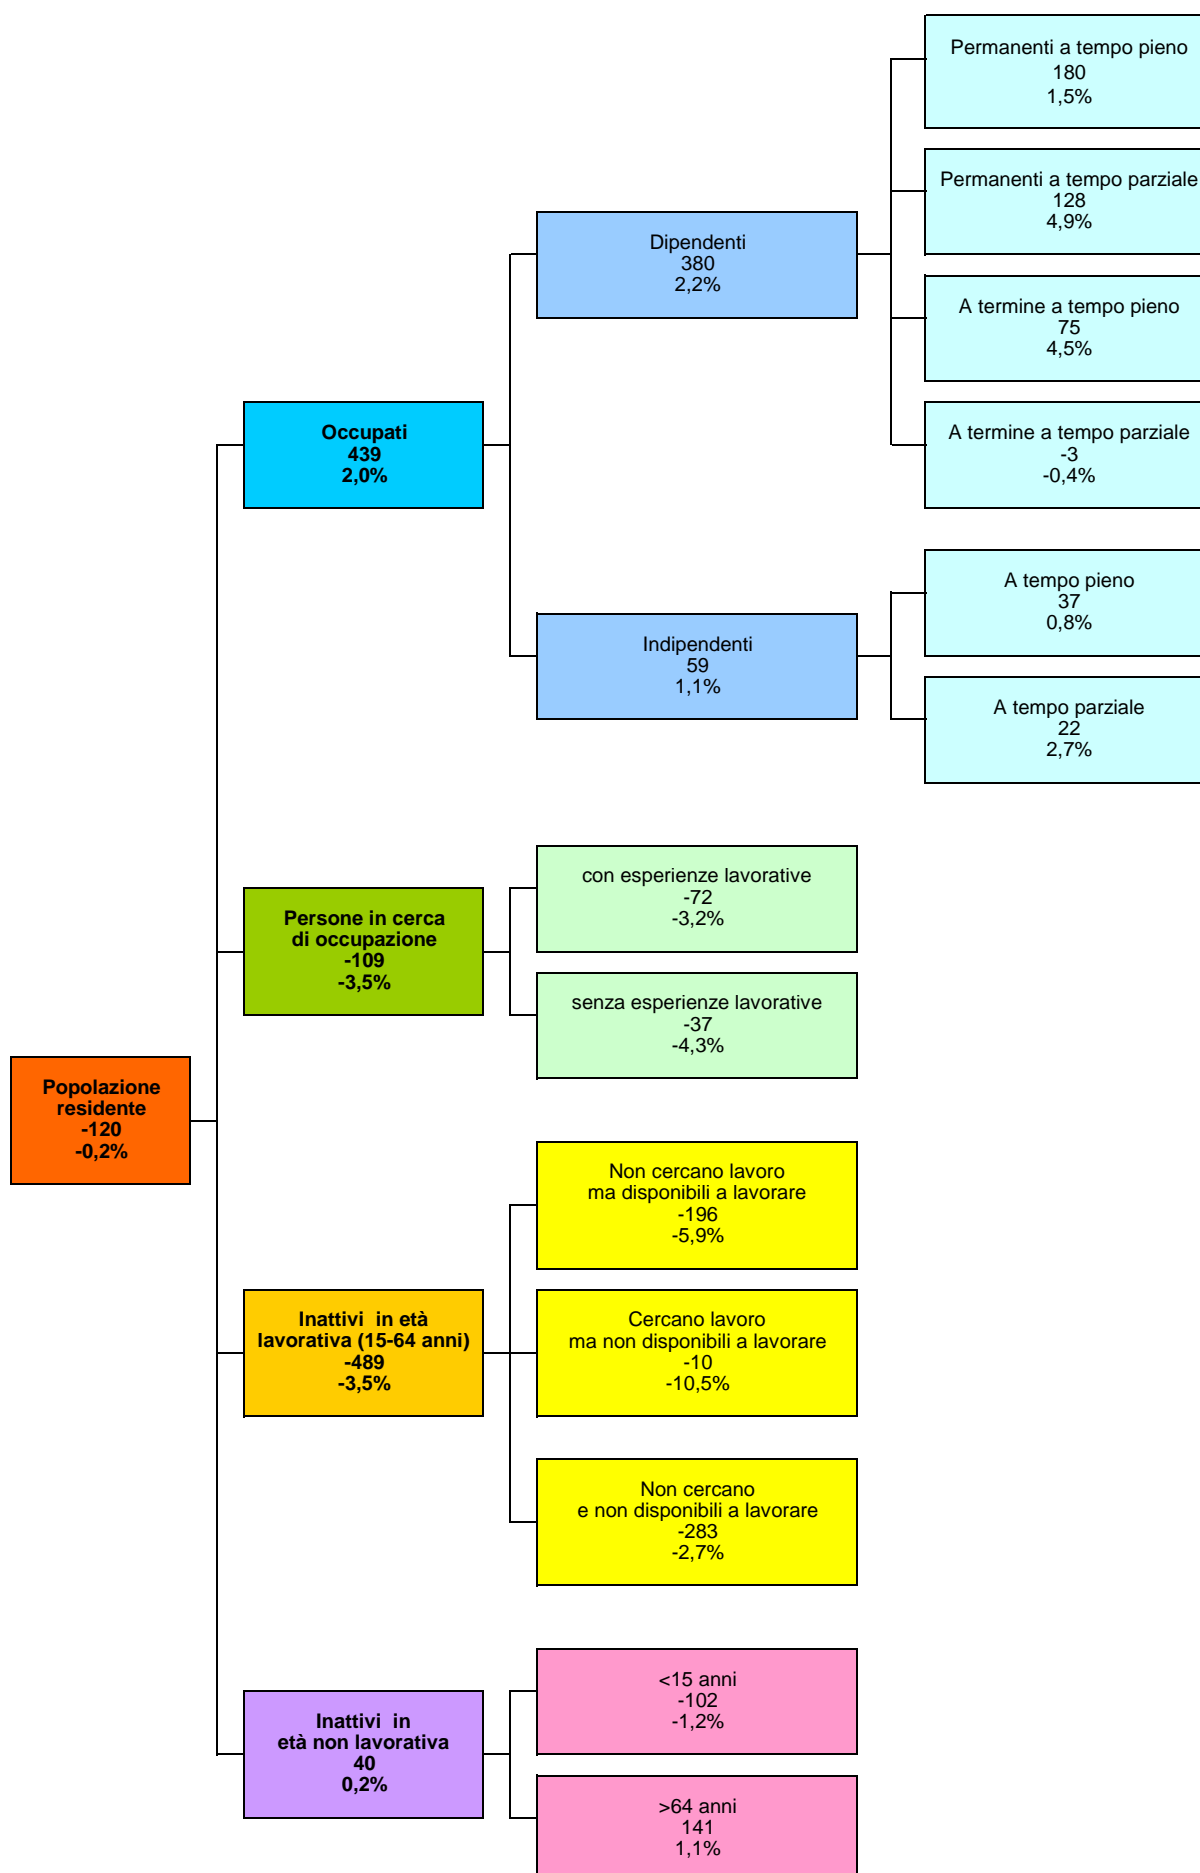 Permanenti a tempo pieno
180
1,5%
Permanenti a tempo parziale
128
4,9%
Dipendenti
380
2,2%
A termine a tempo pieno
75
4,5%
Occupati
439
2,0%
A termine a tempo parziale
-3
-0,4%
A tempo pieno
37
0,8%
Indipendenti
59
1,1%
A tempo parziale
22
2,7%
con esperienze lavorative
-72
-3,2%
Persone in cerca
di occupazione
-109
-3,5%
senza esperienze lavorative
-37
-4,3%
Popolazione
residente
-120
-0,2%
Non cercano lavoro
ma disponibili a lavorare
-196
-5,9%
Inattivi in età
lavorativa (15-64 anni)
-489
-3,5%
Cercano lavoro
ma non disponibili a lavorare
-10
-10,5%
Non cercano
e non disponibili a lavorare
-283
-2,7%
<15 anni
-102
-1,2%
Inattivi in
età non lavorativa
40
0,2%
>64 anni
141
1,1%